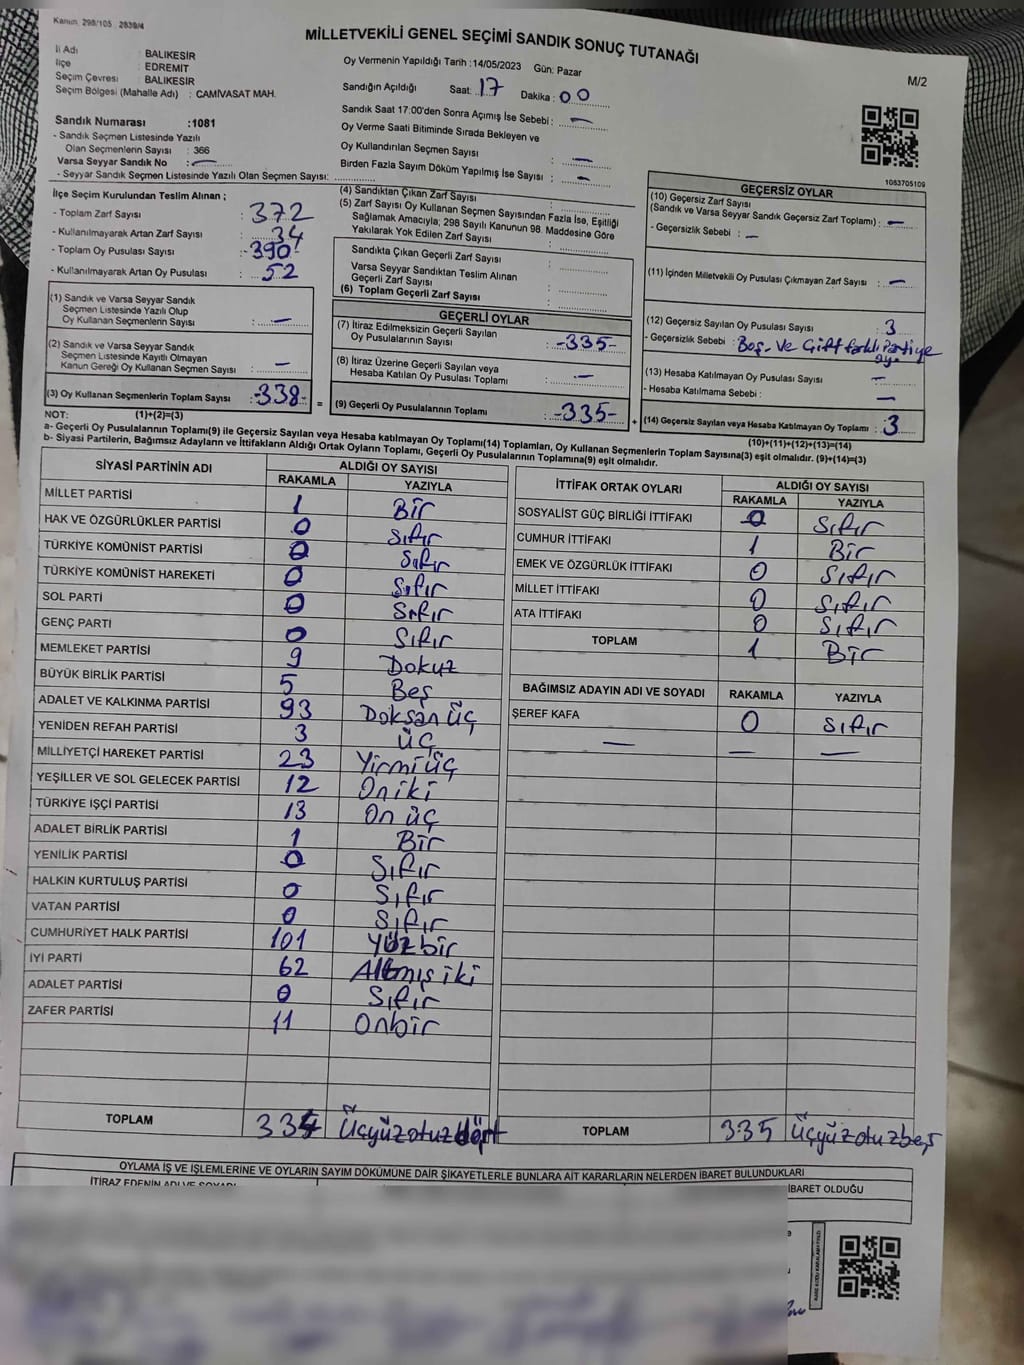 Kanun: 298/105 : 2839/4
MİLLETVEKİLİ GENEL SEÇİMİ SANDIK SONUÇ TUTANAĞI
M/2
İl Adı : BALIKESİR
İlçe : EDREMIT
Seçim Çevresi : BALIKESİR
Seçim Bölgesi (Mahalle Adı) : CAMİVASAT MAH.
Sandık Numarası :1081
- Sandık Seçmen Listesinde Yazılı
Olan Seçmenlerin Sayısı : 366
Varsa Seyyar Sandık No : —
- Seyyar Sandık Seçmen Listesinde Yazılı Olan Seçmen Sayısı:
Oy Vermenin Yapıldığı Tarih :14/05/2023 Gün: Pazar
Sandığın Açıldığı Saat: 17 Dakika : 00
Sandık Saat 17:00'den Sonra Açımış İse Sebebi : —
Oy Verme Saati Bitiminde Sırada Bekleyen ve
Oy Kullandırılan Seçmen Sayısı : —
Birden Fazla Sayım Döküm Yapılmış İse Sayısı : —
1083705109
İlçe Seçim Kurulundan Teslim Alınan ;
- Toplam Zarf Sayısı : 372
- Kullanılmayarak Artan Zarf Sayısı : 34
- Toplam Oy Pusulası Sayısı : -390-
- Kullanılmayarak Artan Oy Pusulası : 52
(1) Sandık ve Varsa Seyyar Sandık
Seçmen Listesinde Yazılı Olup
Oy Kullanan Seçmenlerin Sayısı : —
(2) Sandık ve Varsa Seyyar Sandık
Seçmen Listesinde Kayıtlı Olmayan
Kanun Gereği Oy Kullanan Seçmen Sayısı : —
(3) Oy Kullanan Seçmenlerin Toplam Sayısı : -338-
(4) Sandıktan Çıkan Zarf Sayısı :
(5) Zarf Sayısı Oy Kullanan Seçmen Sayısından Fazla İse, Eşitliği
Sağlamak Amacıyla, 298 Sayılı Kanunun 98. Maddesine Göre
Yakılarak Yok Edilen Zarf Sayısı :
Sandıkta Çıkan Geçerli Zarf Sayısı :
Varsa Seyyar Sandıktan Teslim Alınan
Geçerli Zarf Sayısı :
(6) Toplam Geçerli Zarf Sayısı :
GEÇERLİ OYLAR
(7) İtiraz Edilmeksizin Geçerli Sayılan
Oy Pusulalarının Sayısı : -335-
(8) İtiraz Üzerine Geçerli Sayılan veya
Hesaba Katılan Oy Pusulası Toplamı : —
= (9) Geçerli Oy Pusulalarının Toplamı : -335- +
GEÇERSİZ OYLAR
(10) Geçersiz Zarf Sayısı
(Sandık ve Varsa Seyyar Sandık Geçersiz Zarf Toplamı) : —
- Geçersizlik Sebebi : —
(11) İçinden Milletvekili Oy Pusulası Çıkmayan Zarf Sayısı : —
(12) Geçersiz Sayılan Oy Pusulası Sayısı : 3
- Geçersizlik Sebebi : Boş-Ve Çift farklı Partiye
oy
(13) Hesaba Katılmayan Oy Pusulası Sayısı : —
- Hesaba Katılmama Sebebi : —
(14) Geçersiz Sayılan veya Hesaba Katılmayan Oy Toplamı : 3
(10)+(11)+(12)+(13)=(14)
NOT: (1)+(2)=(3)
a- Geçerli Oy Pusulalarının Toplamı(9) ile Geçersiz Sayılan veya Hesaba katılmayan Oy Toplamı(14) Toplamları, Oy Kullanan Seçmenlerin Toplam Sayısına(3) eşit olmalıdır. (9)+(14)=(3)
b- Siyasi Partilerin, Bağımsız Adayların ve İttifakların Aldığı Ortak Oyların Toplamı, Geçerli Oy Pusulalarının Toplamına(9) eşit olmalıdır.
SİYASİ PARTİNİN ADI ALDIĞI OY SAYISI
RAKAMLA YAZIYLA
MİLLET PARTİSİ 1 Bir
HAK VE ÖZGÜRLÜKLER PARTİSİ 0 Sıfır
TÜRKİYE KOMÜNİST PARTİSİ 0 Sıfır
TÜRKİYE KOMÜNİST HAREKETİ 0 Sıfır
SOL PARTİ 0 Sıfır
GENÇ PARTİ 0 Sıfır
MEMLEKET PARTİSİ 9 Dokuz
BÜYÜK BİRLİK PARTİSİ 5 Beş
ADALET VE KALKINMA PARTİSİ 93 Doksan üç
YENİDEN REFAH PARTİSİ 3 üç
MİLLİYETÇİ HAREKET PARTİSİ 23 Yirmi üç
YEŞİLLER VE SOL GELECEK PARTİSİ 12 Oniki
TÜRKİYE İŞÇİ PARTİSİ 13 On üç
ADALET BİRLİK PARTİSİ 1 Bir
YENİLİK PARTİSİ 0 Sıfır
HALKIN KURTULUŞ PARTİSİ 0 Sıfır
VATAN PARTİSİ 0 Sıfır
CUMHURİYET HALK PARTİSİ 101 Yüzbir
İYİ PARTİ 62 Altmış iki
ADALET PARTİSİ 0 Sıfır
ZAFER PARTİSİ 11 Onbir
TOPLAM 334 Üçyüzotuzdört
İTTİFAK ORTAK OYLARI ALDIĞI OY SAYISI
RAKAMLA YAZIYLA
SOSYALİST GÜÇ BİRLİĞİ İTTİFAKI 0 Sıfır
CUMHUR İTTİFAKI 1 Bir
EMEK VE ÖZGÜRLÜK İTTİFAKI 0 Sıfır
MİLLET İTTİFAKI 0 Sıfır
ATA İTTİFAKI 0 Sıfır
TOPLAM 1 Bir
BAĞIMSIZ ADAYIN ADI VE SOYADI RAKAMLA YAZIYLA
ŞEREF KAFA 0 Sıfır
— — —
TOPLAM 335 Üçyüzotuzbeş
OYLAMA İŞ VE İŞLEMLERİNE VE OYLARIN SAYIM DÖKÜMÜNE DAİR ŞİKAYETLERLE BUNLARA AİT KARARLARIN NELERDEN İBARET BULUNDUKLARI
İTİRAZ EDENİN ADI VE SOYADI
İBARET OLDUĞU